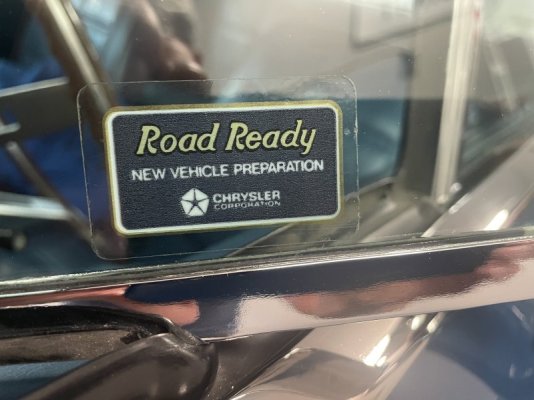 Road Ready
NEW VEHICLE PREPARATION
CHRYSLER
CORPORATION